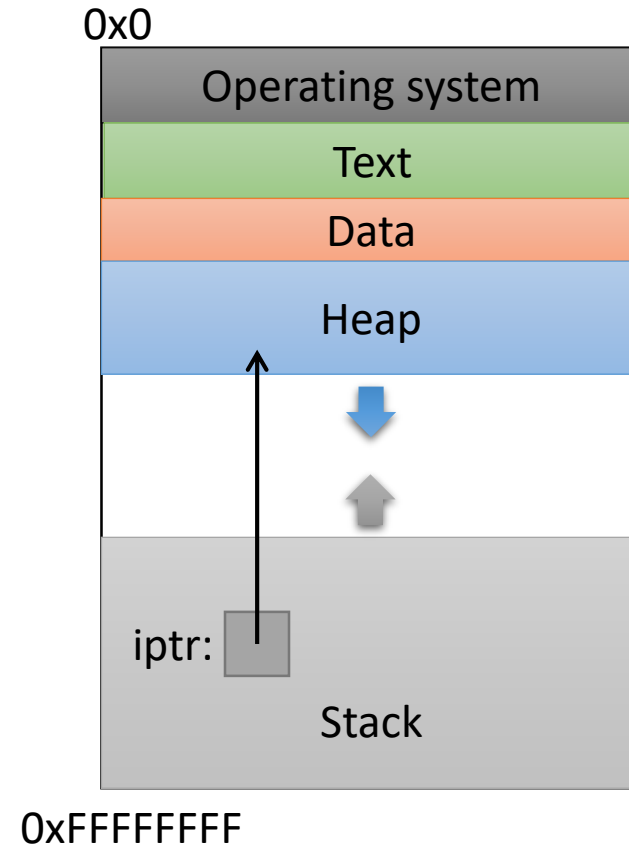 0x0
Operating system
Text
Data
Heap
iptr:
Stack
0xFFFFFFFF